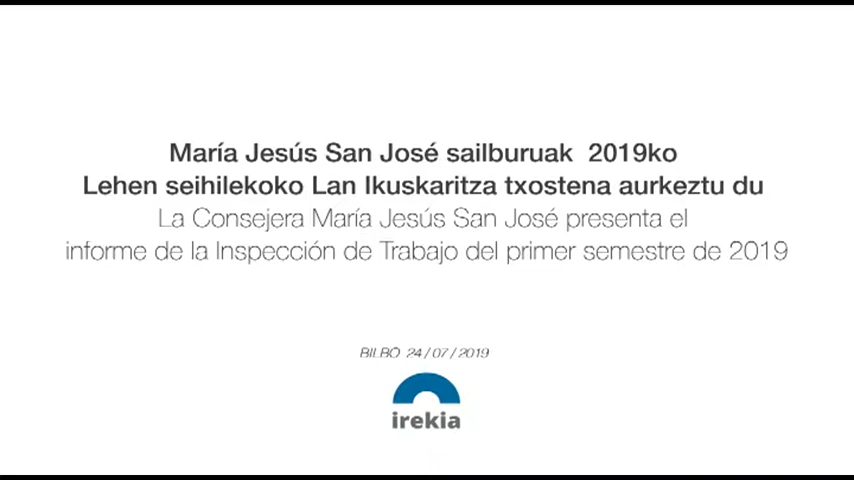 María Jesús San José sailburuak 2019ko
Lehen seihilekoko Lan Ikuskaritza txostena aurkeztu du
La Consejera María Jesús San José presenta el
informe de la Inspección de Trabajo del primer semestre de 2019
BILBO 24/07/2019
irekia